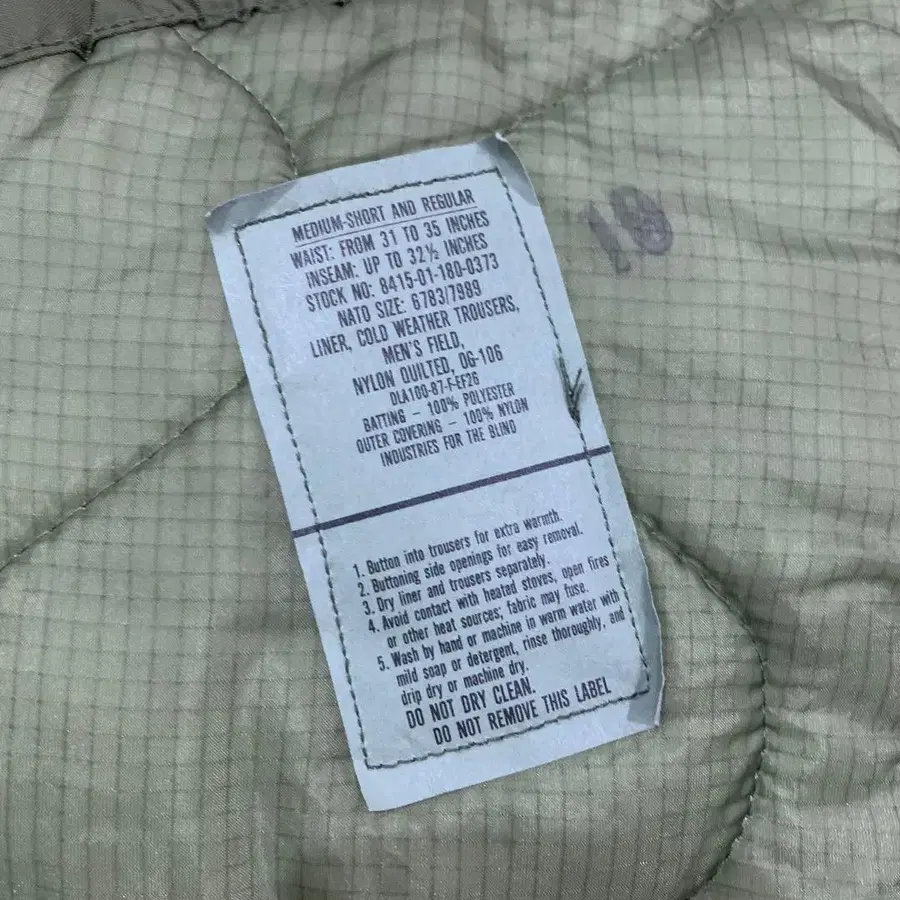 MEDIUM-SHORT AND REGULAR
WAIST: FROM 31 TO 35 INCHES
INSEAM: UP TO 32½ INCHES
STOCK NO: 8415-01-180-0373
NATO SIZE: 6783/7989
LINER, COLD WEATHER TROUSERS,
MEN'S FIELD,
NYLON QUILTED, OG-106
DLA100-87-F-EF26
BATTING - 100% POLYESTER
OUTER COVERING - 100% NYLON
INDUSTRIES FOR THE BLIND
1. Button into trousers for extra warmth.
2. Buttoning side openings for easy removal.
3. Dry liner and trousers separately.
4. Avoid contact with heated stoves, open fires
or other heat sources; fabric may fuse.
5. Wash by hand or machine in warm water with
mild soap or detergent, rinse thoroughly, and
drip dry or machine dry.
DO NOT DRY CLEAN.
DO NOT REMOVE THIS LABEL